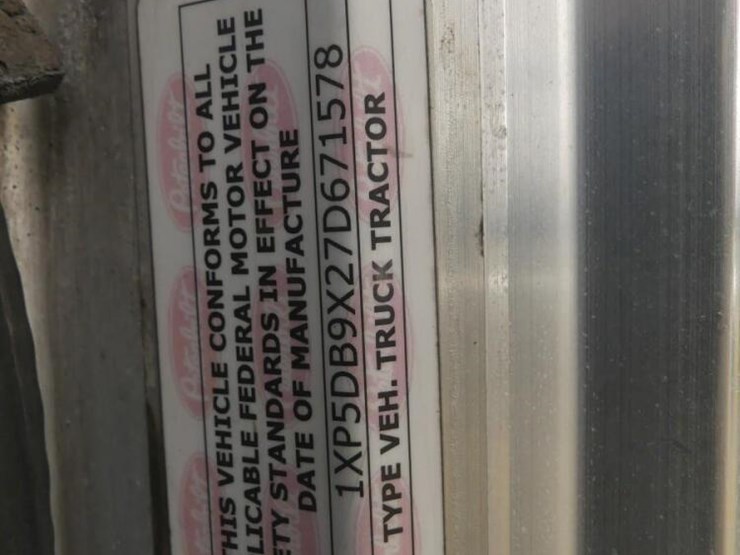 HIS VEHICLE CONFORMS TO ALL
LICABLE FEDERAL MOTOR VEHICLE
ETY STANDARDS IN EFFECT ON THE
DATE OF MANUFACTURE
1XP5DB9X27D671578
TYPE VEH. TRUCK TRACTOR